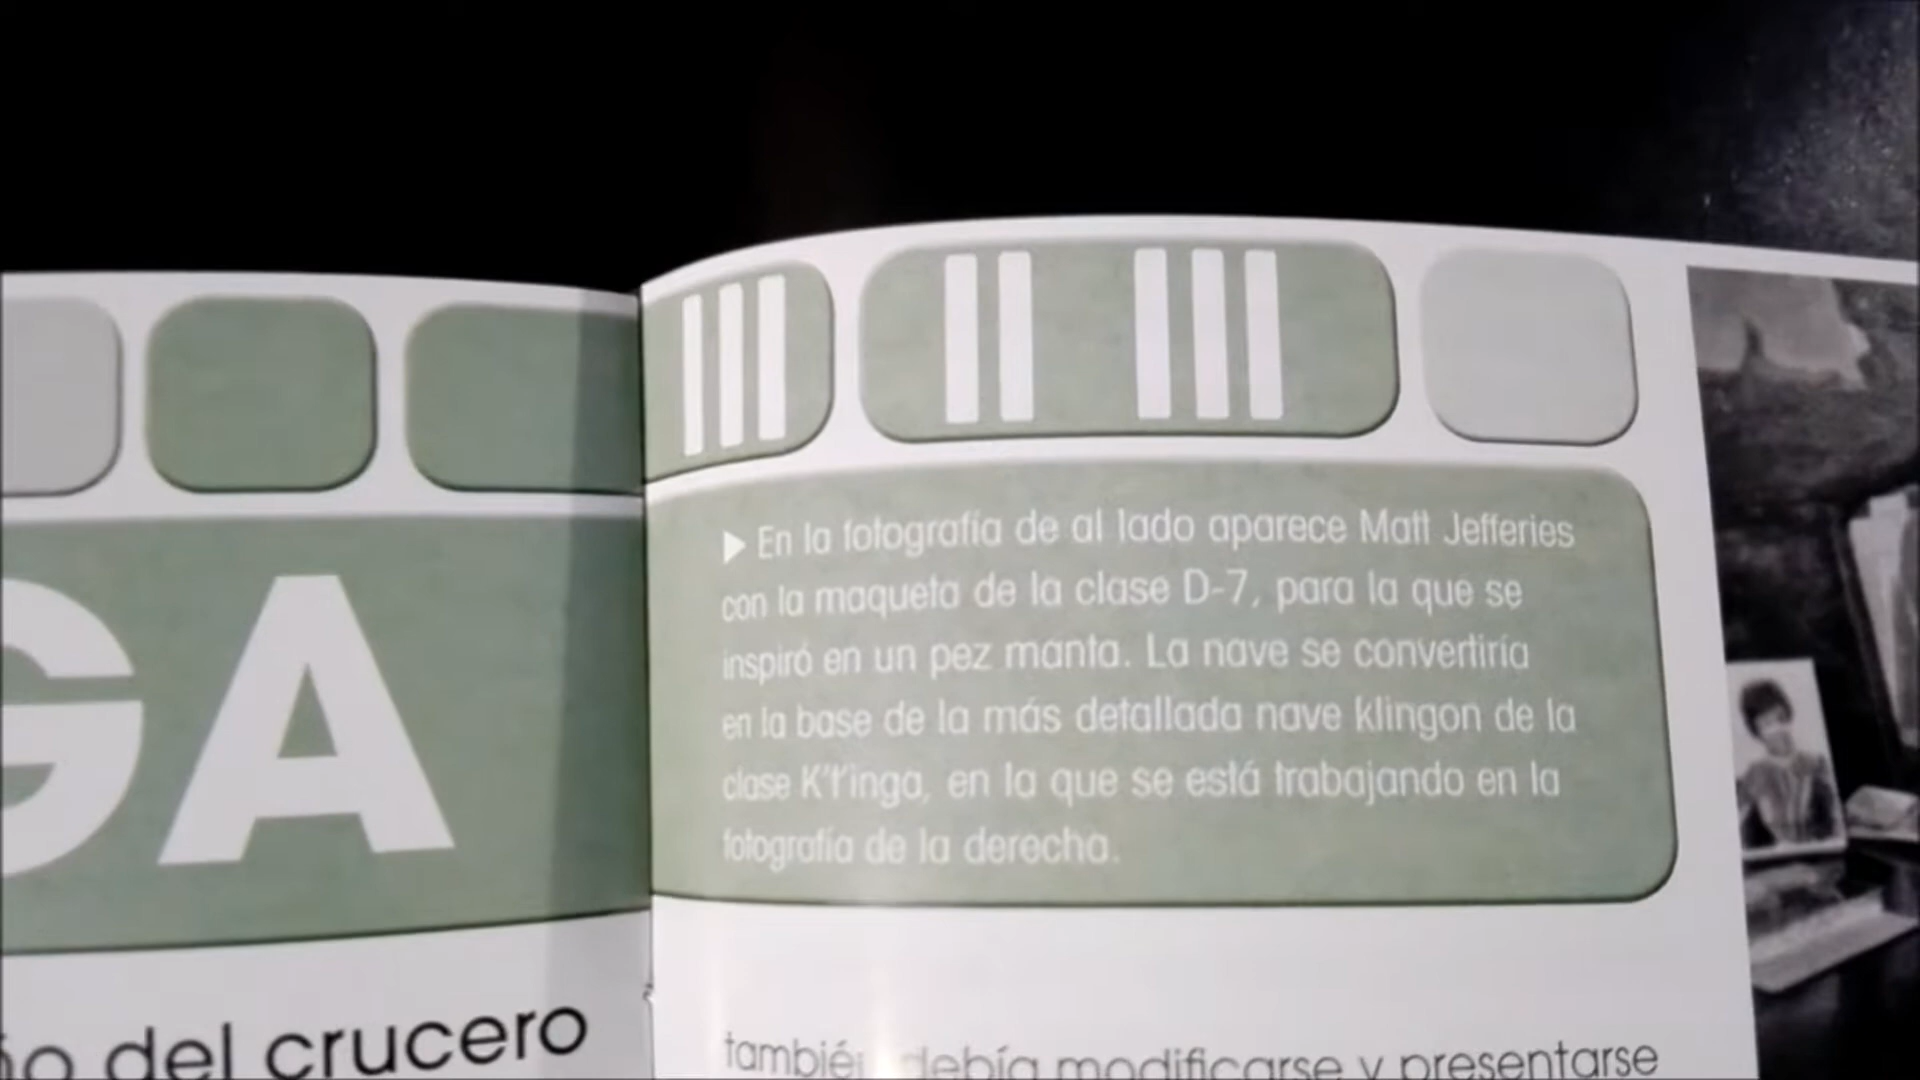 GA
▶ En la fotografía de al lado aparece Matt Jefferies
con la maqueta de la clase D-7, para la que se
inspiró en un pez manta. La nave se convertiría
en la base de la más detallada nave klingon de la
clase K't'inga, en la que se está trabajando en la
fotografía de la derecha.
ño del crucero
también debía modificarse y presentarse